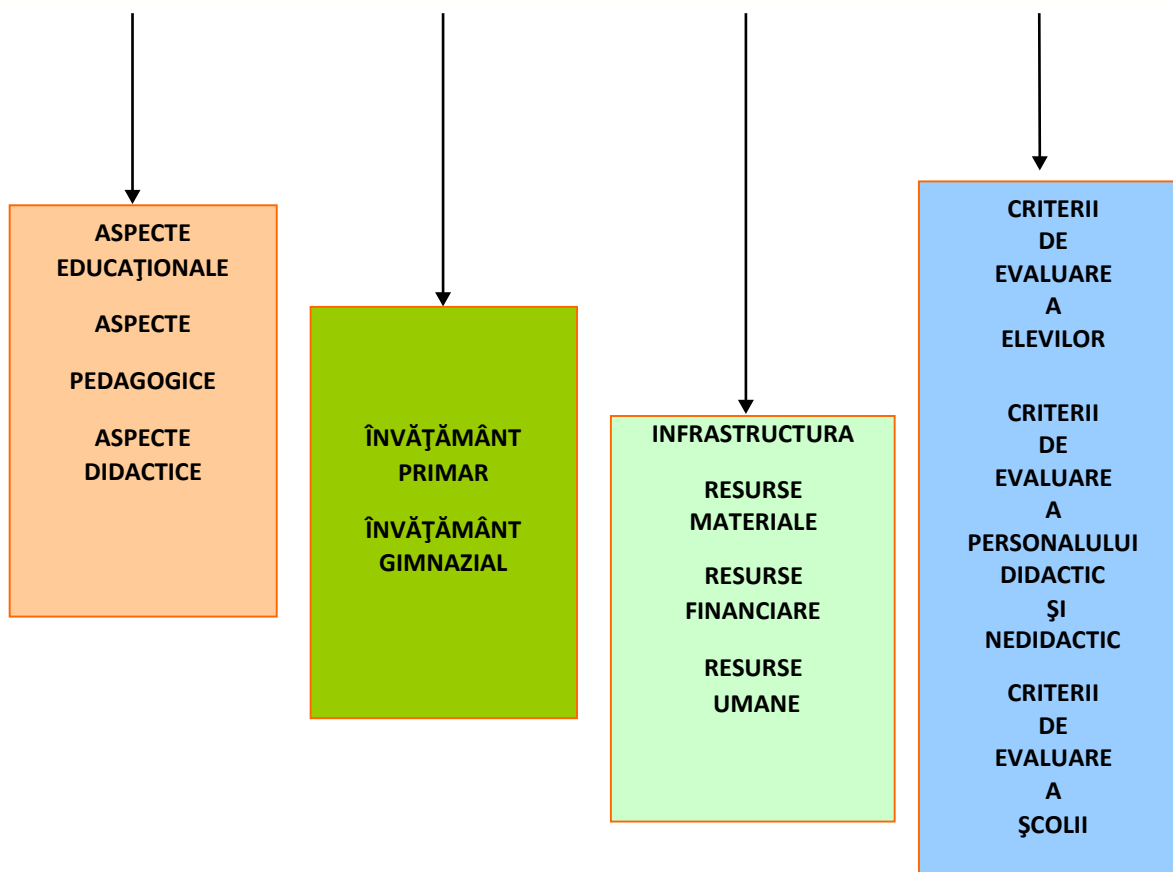 ASPECTE
EDUCAŢIONALE
ASPECTE
PEDAGOGICE
ASPECTE
DIDACTICE
ÎNVĂŢĂMÂNT
PRIMAR
ÎNVĂŢĂMÂNT
GIMNAZIAL
INFRASTRUCTURA
RESURSE
MATERIALE
RESURSE
FINANCIARE
RESURSE
UMANE
CRITERII
DE
EVALUARE
A
ELEVILOR
CRITERII
DE
EVALUARE
A
PERSONALULUI
DIDACTIC
ŞI
NEDIDACTIC
CRITERII
DE
EVALUARE
A
ŞCOLII